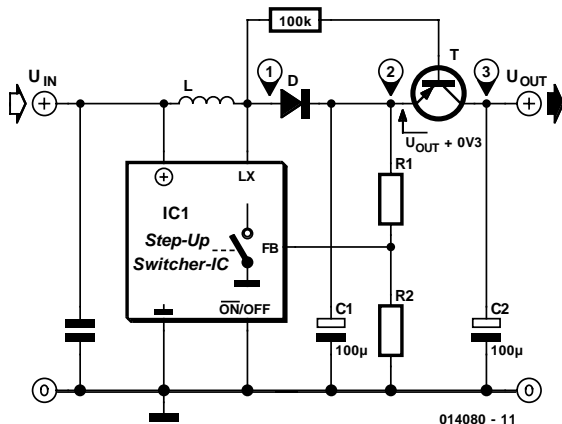 100k
T
1
D
2
3
U IN
L
U OUT
+
+
U OUT + 0V3
+
LX
R1
IC1
Step-Up
Switcher-IC
FB
ON/OFF
R2
C1
C2
100µ
100µ
0
0
014080 - 11